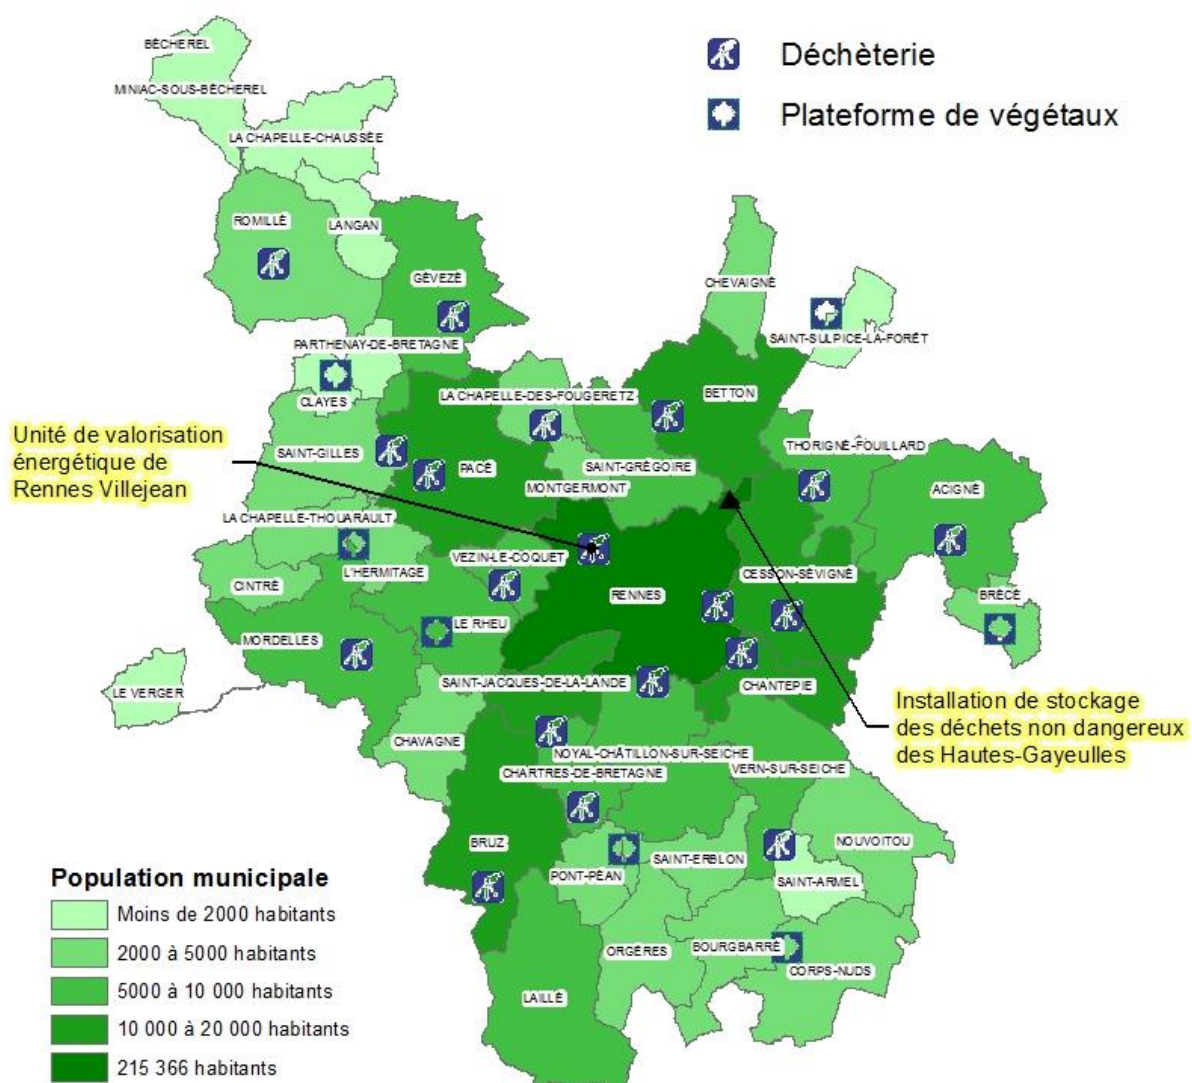 BÉCHEREL
Déchèterie
MINIAC-SOUS-BÉCHEREL
Plateforme de végétaux
LA CHAPELLE-CHAUSSÉE
ROMILLÉ
LANGAN
GÉVEZÉ
CHEVAIGNÉ
SAINT-SULPICE-LA-FORÊT
PARTHENAY-DE-BRETAGNE
CLAYES
LA CHAPELLE-DES-FOUGERETZ
BETTON
Unité de valorisation
énergétique de
Rennes Villejean
SAINT-GILLES
PACÉ
SAINT-GRÉGOIRE
THORIGNÉ-FOUILLARD
MONTGERMONT
ACIGNÉ
LA CHAPELLE-THOUARAULT
VEZIN-LE-COQUET
L'HERMITAGE
CESSON-SÉVIGNÉ
CINTRÉ
RENNES
BRÉCÉ
LE RHEU
MORDELLES
SAINT-JACQUES-DE-LA-LANDE
CHANTEPIE
LE VERGER
Installation de stockage
des déchets non dangereux
des Hautes-Gayeulles
CHAVAGNE
NOYAL-CHÂTILLON-SUR-SEICHE
VERN-SUR-SEICHE
CHARTRES-DE-BRETAGNE
BRUZ
NOUVOITOU
SAINT-ERBLON
PONT-PÉAN
SAINT-ARMEL
ORGÈRES
BOURGBARRÉ
CORPS-NUDS
LAILLÉ
Population municipale
Moins de 2000 habitants
2000 à 5000 habitants
5000 à 10 000 habitants
10 000 à 20 000 habitants
215 366 habitants